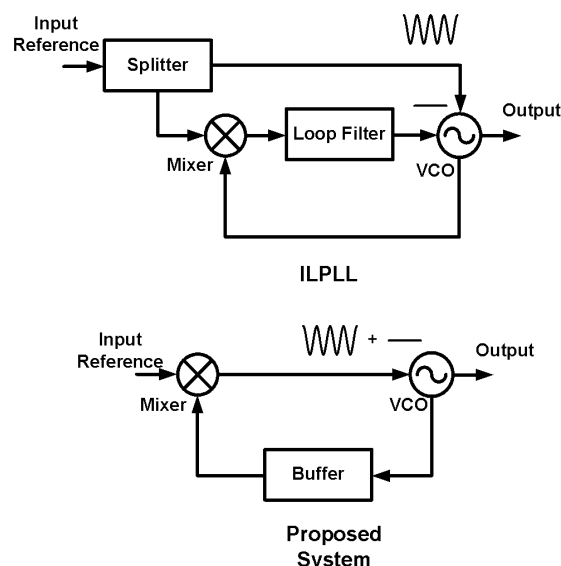 Input
Reference
Splitter
Output
Loop Filter
Mixer
VCO
ILPLL
Input
Reference
+
Output
Mixer
VCO
Buffer
Proposed
System